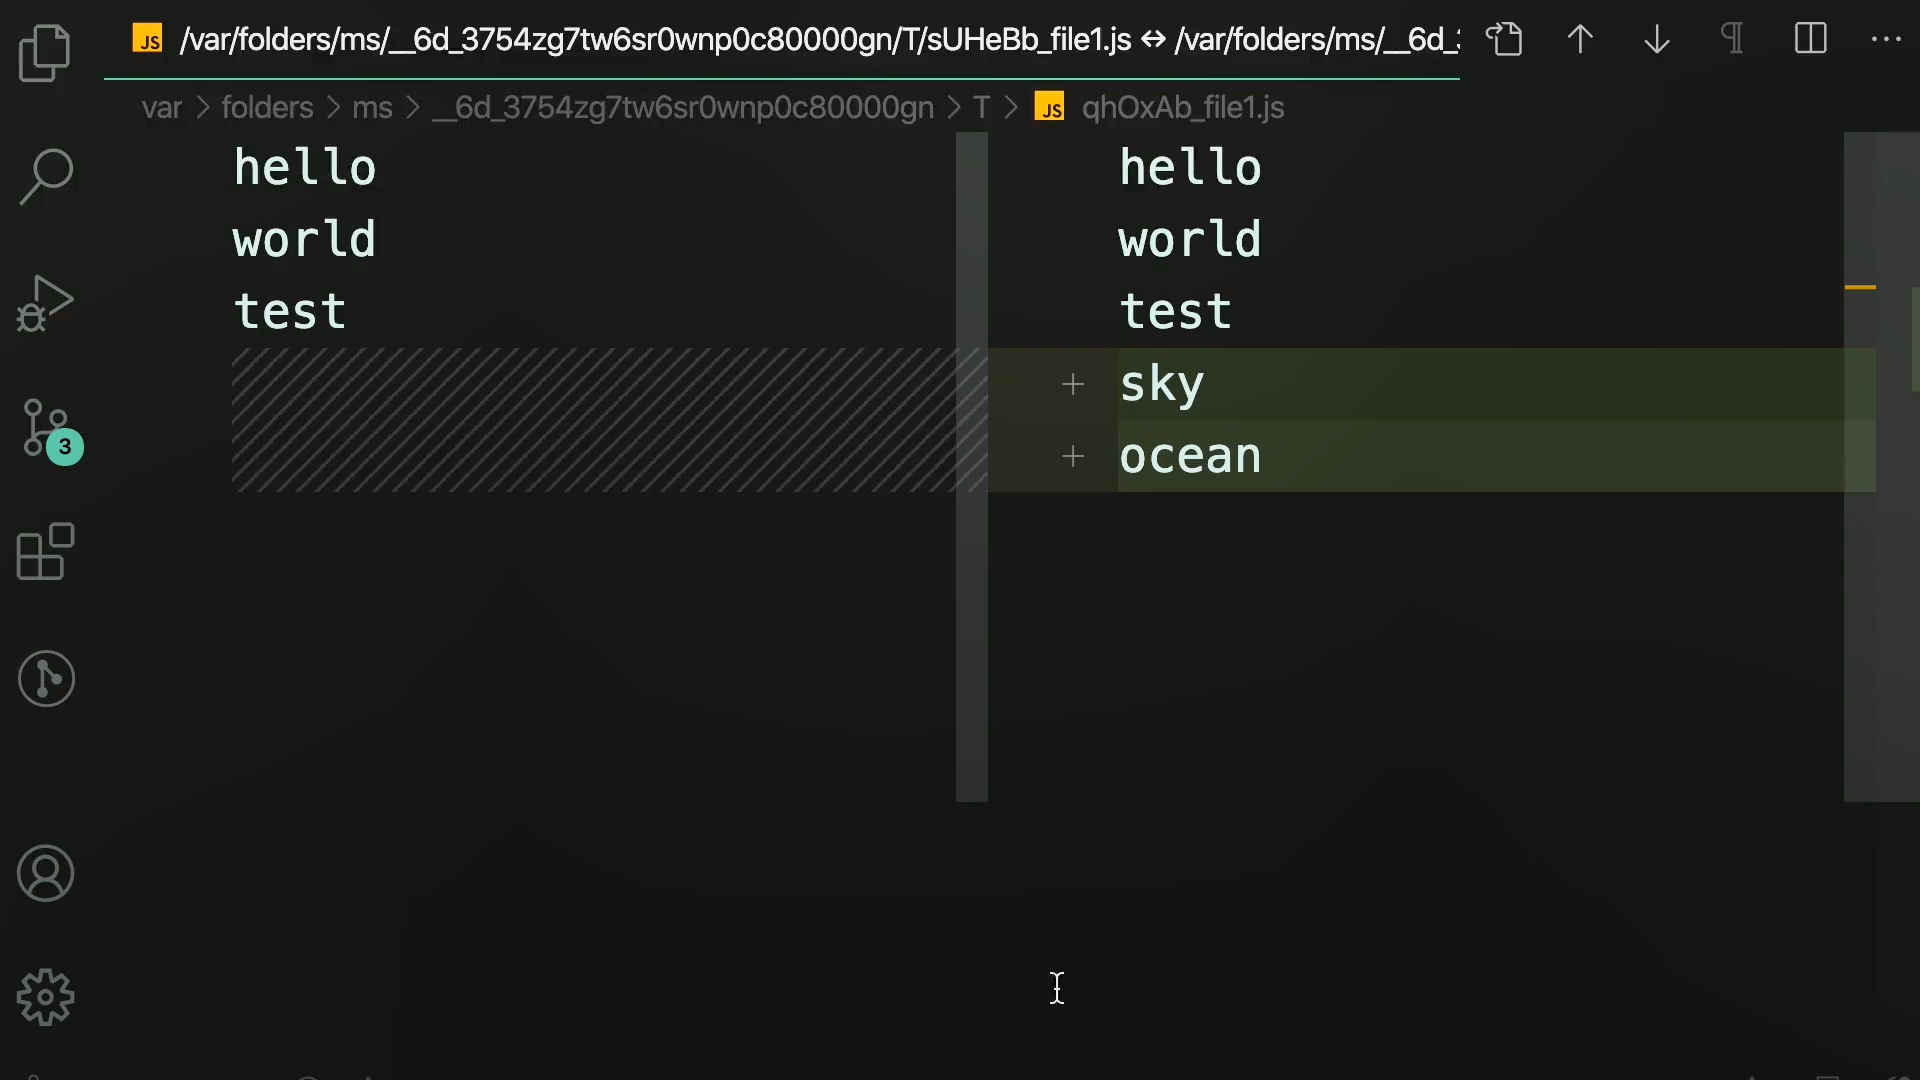 JS /var/folders/ms/__6d_3754zg7tw6sr0wnp0c80000gn/T/sUHeBb_file1.js ↔ /var/folders/ms/__6d_
var > folders > ms > __6d_3754zg7tw6sr0wnp0c80000gn > T > JS qhOxAb_file1.js
hello
world
test
hello
world
test
+ sky
+ ocean
3